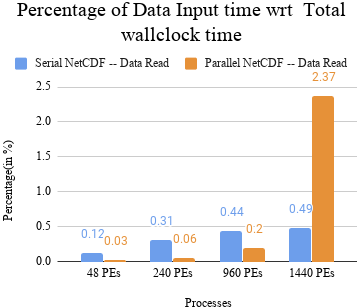 Percentage of Data Input time wrt Total
wallclock time
Serial NetCDF -- Data Read
Parallel NetCDF -- Data Read
2.5
2.0
1.5
1.0
0.5
0.0
Percentage(in %)
0.12
0.03
0.31
0.06
0.44
0.2
0.49
2.37
48 PEs
240 PEs
960 PEs
1440 PEs
Processes